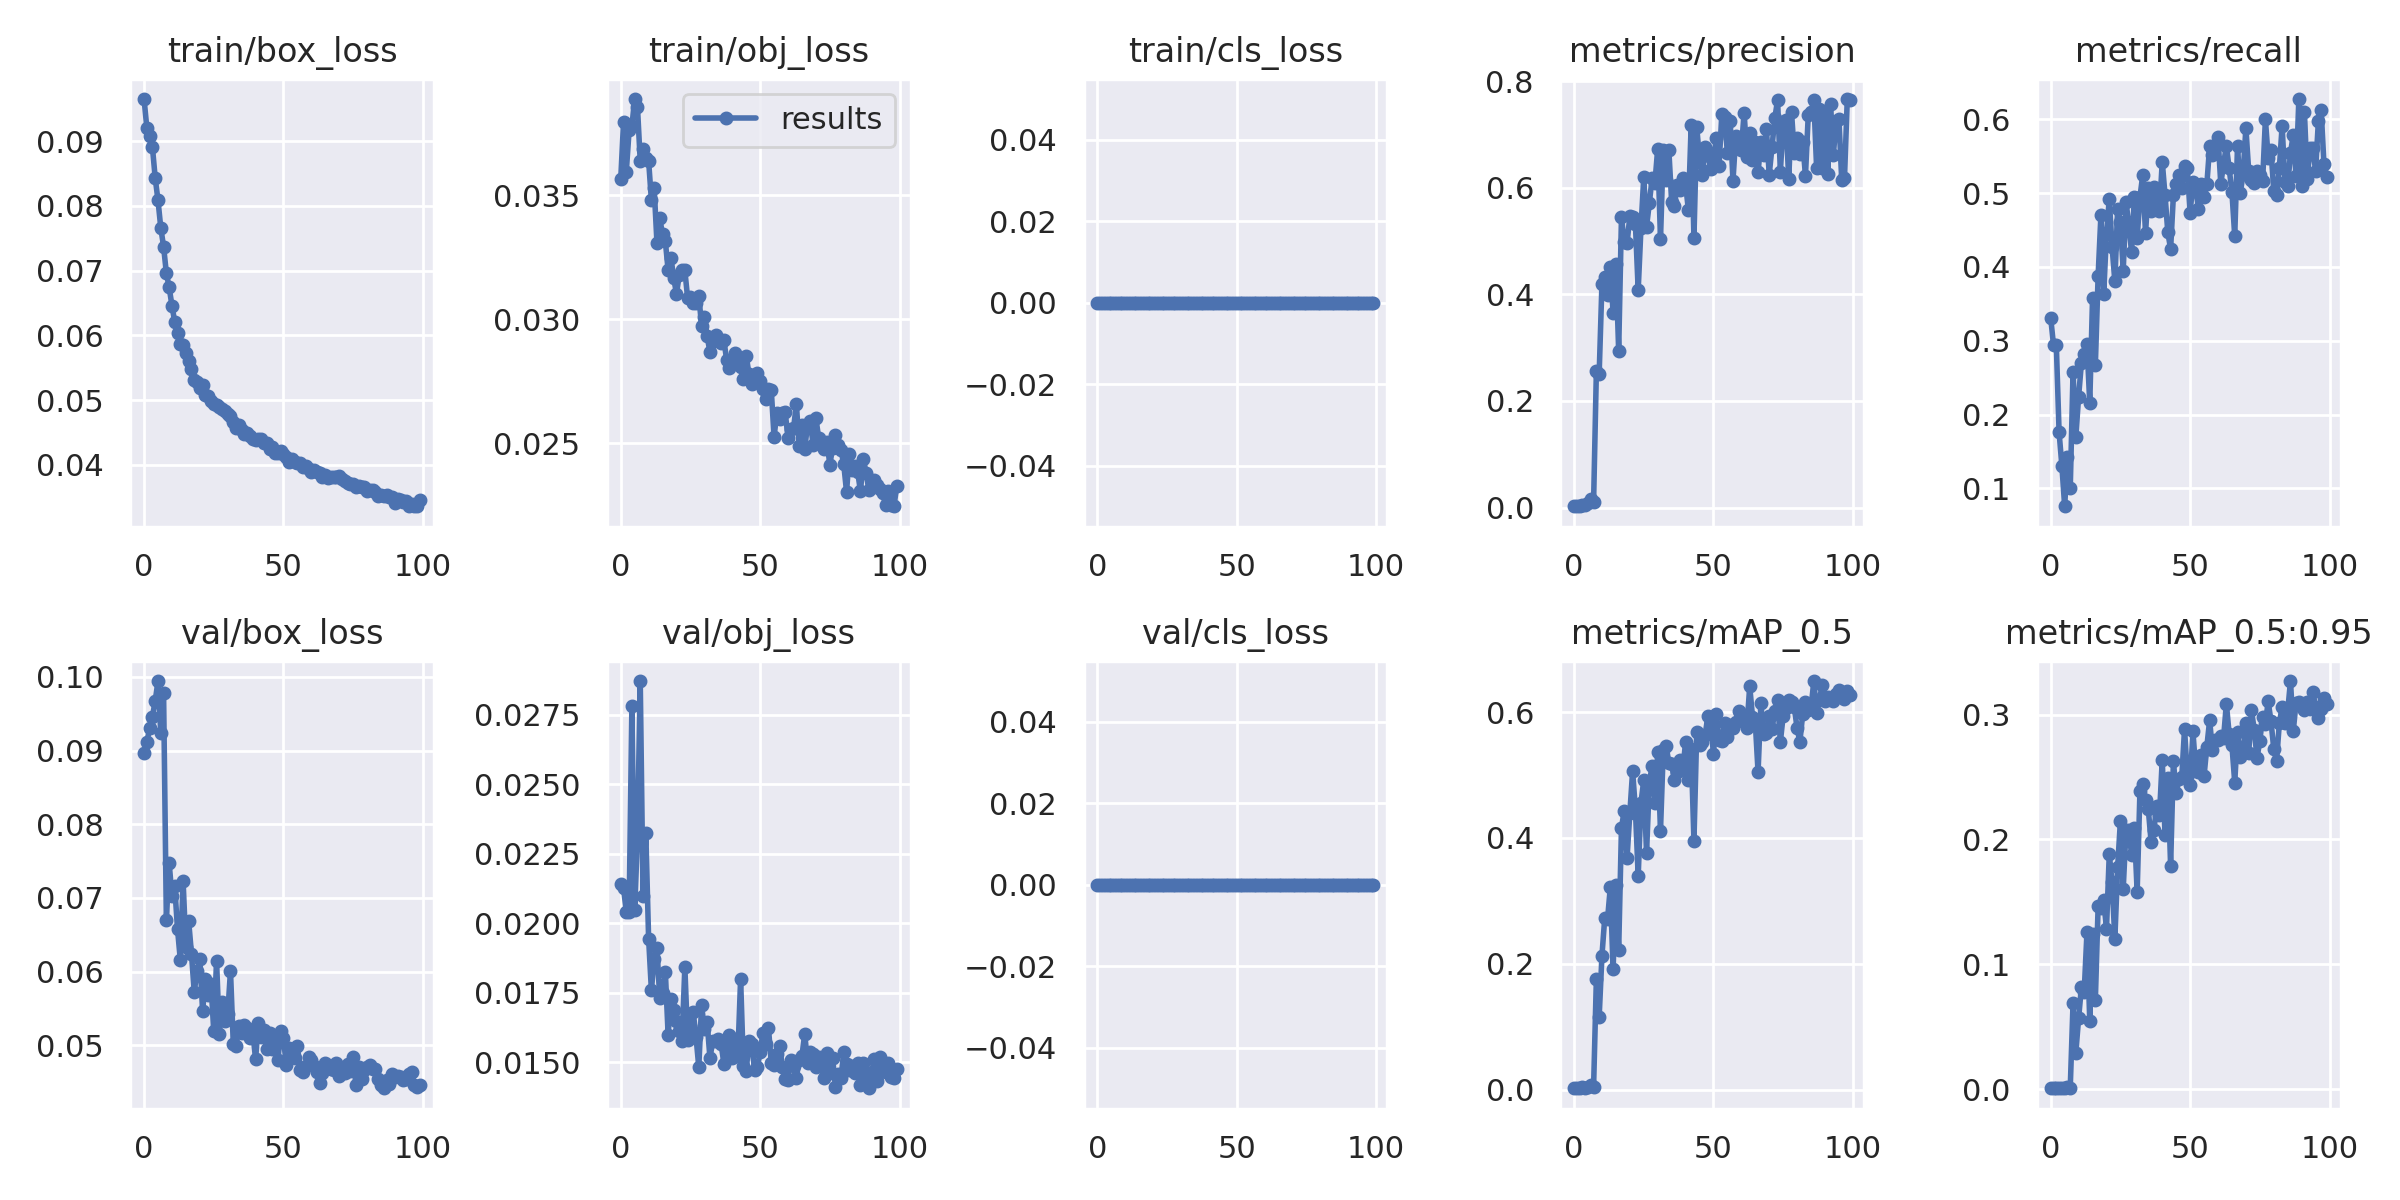 train/box_loss
train/obj_loss
train/cls_loss
metrics/precision
metrics/recall
results
0.09
0.08
0.07
0.06
0.05
0.04
0 50 100
0.035
0.030
0.025
0 50 100
0.04
0.02
0.00
−0.02
−0.04
0 50 100
0.8
0.6
0.4
0.2
0.0
0 50 100
0.6
0.5
0.4
0.3
0.2
0.1
0 50 100
val/box_loss
val/obj_loss
val/cls_loss
metrics/mAP_0.5
metrics/mAP_0.5:0.95
0.10
0.09
0.08
0.07
0.06
0.05
0 50 100
0.0275
0.0250
0.0225
0.0200
0.0175
0.0150
0 50 100
0.04
0.02
0.00
−0.02
−0.04
0 50 100
0.6
0.4
0.2
0.0
0 50 100
0.3
0.2
0.1
0.0
0 50 100